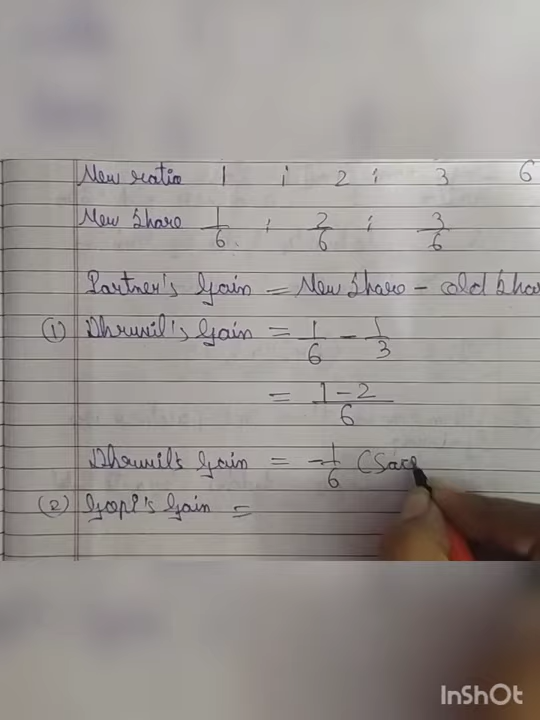 New ratio 1 : 2 : 3 6
New Share 1/6 : 2/6 : 3/6
Partner's Gain = New Share - old Shar
(1) Dhruvil's Gain = 1/6 - 1/3
= 1-2/6
Dhruvil's Gain = -1/6 (Sac
(2) Gopi's Gain =
InShOt